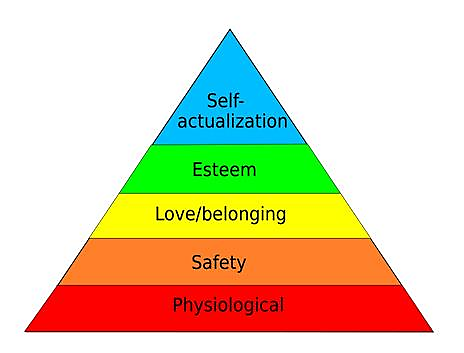 Self-
actualization
Esteem
Love/belonging
Safety
Physiological